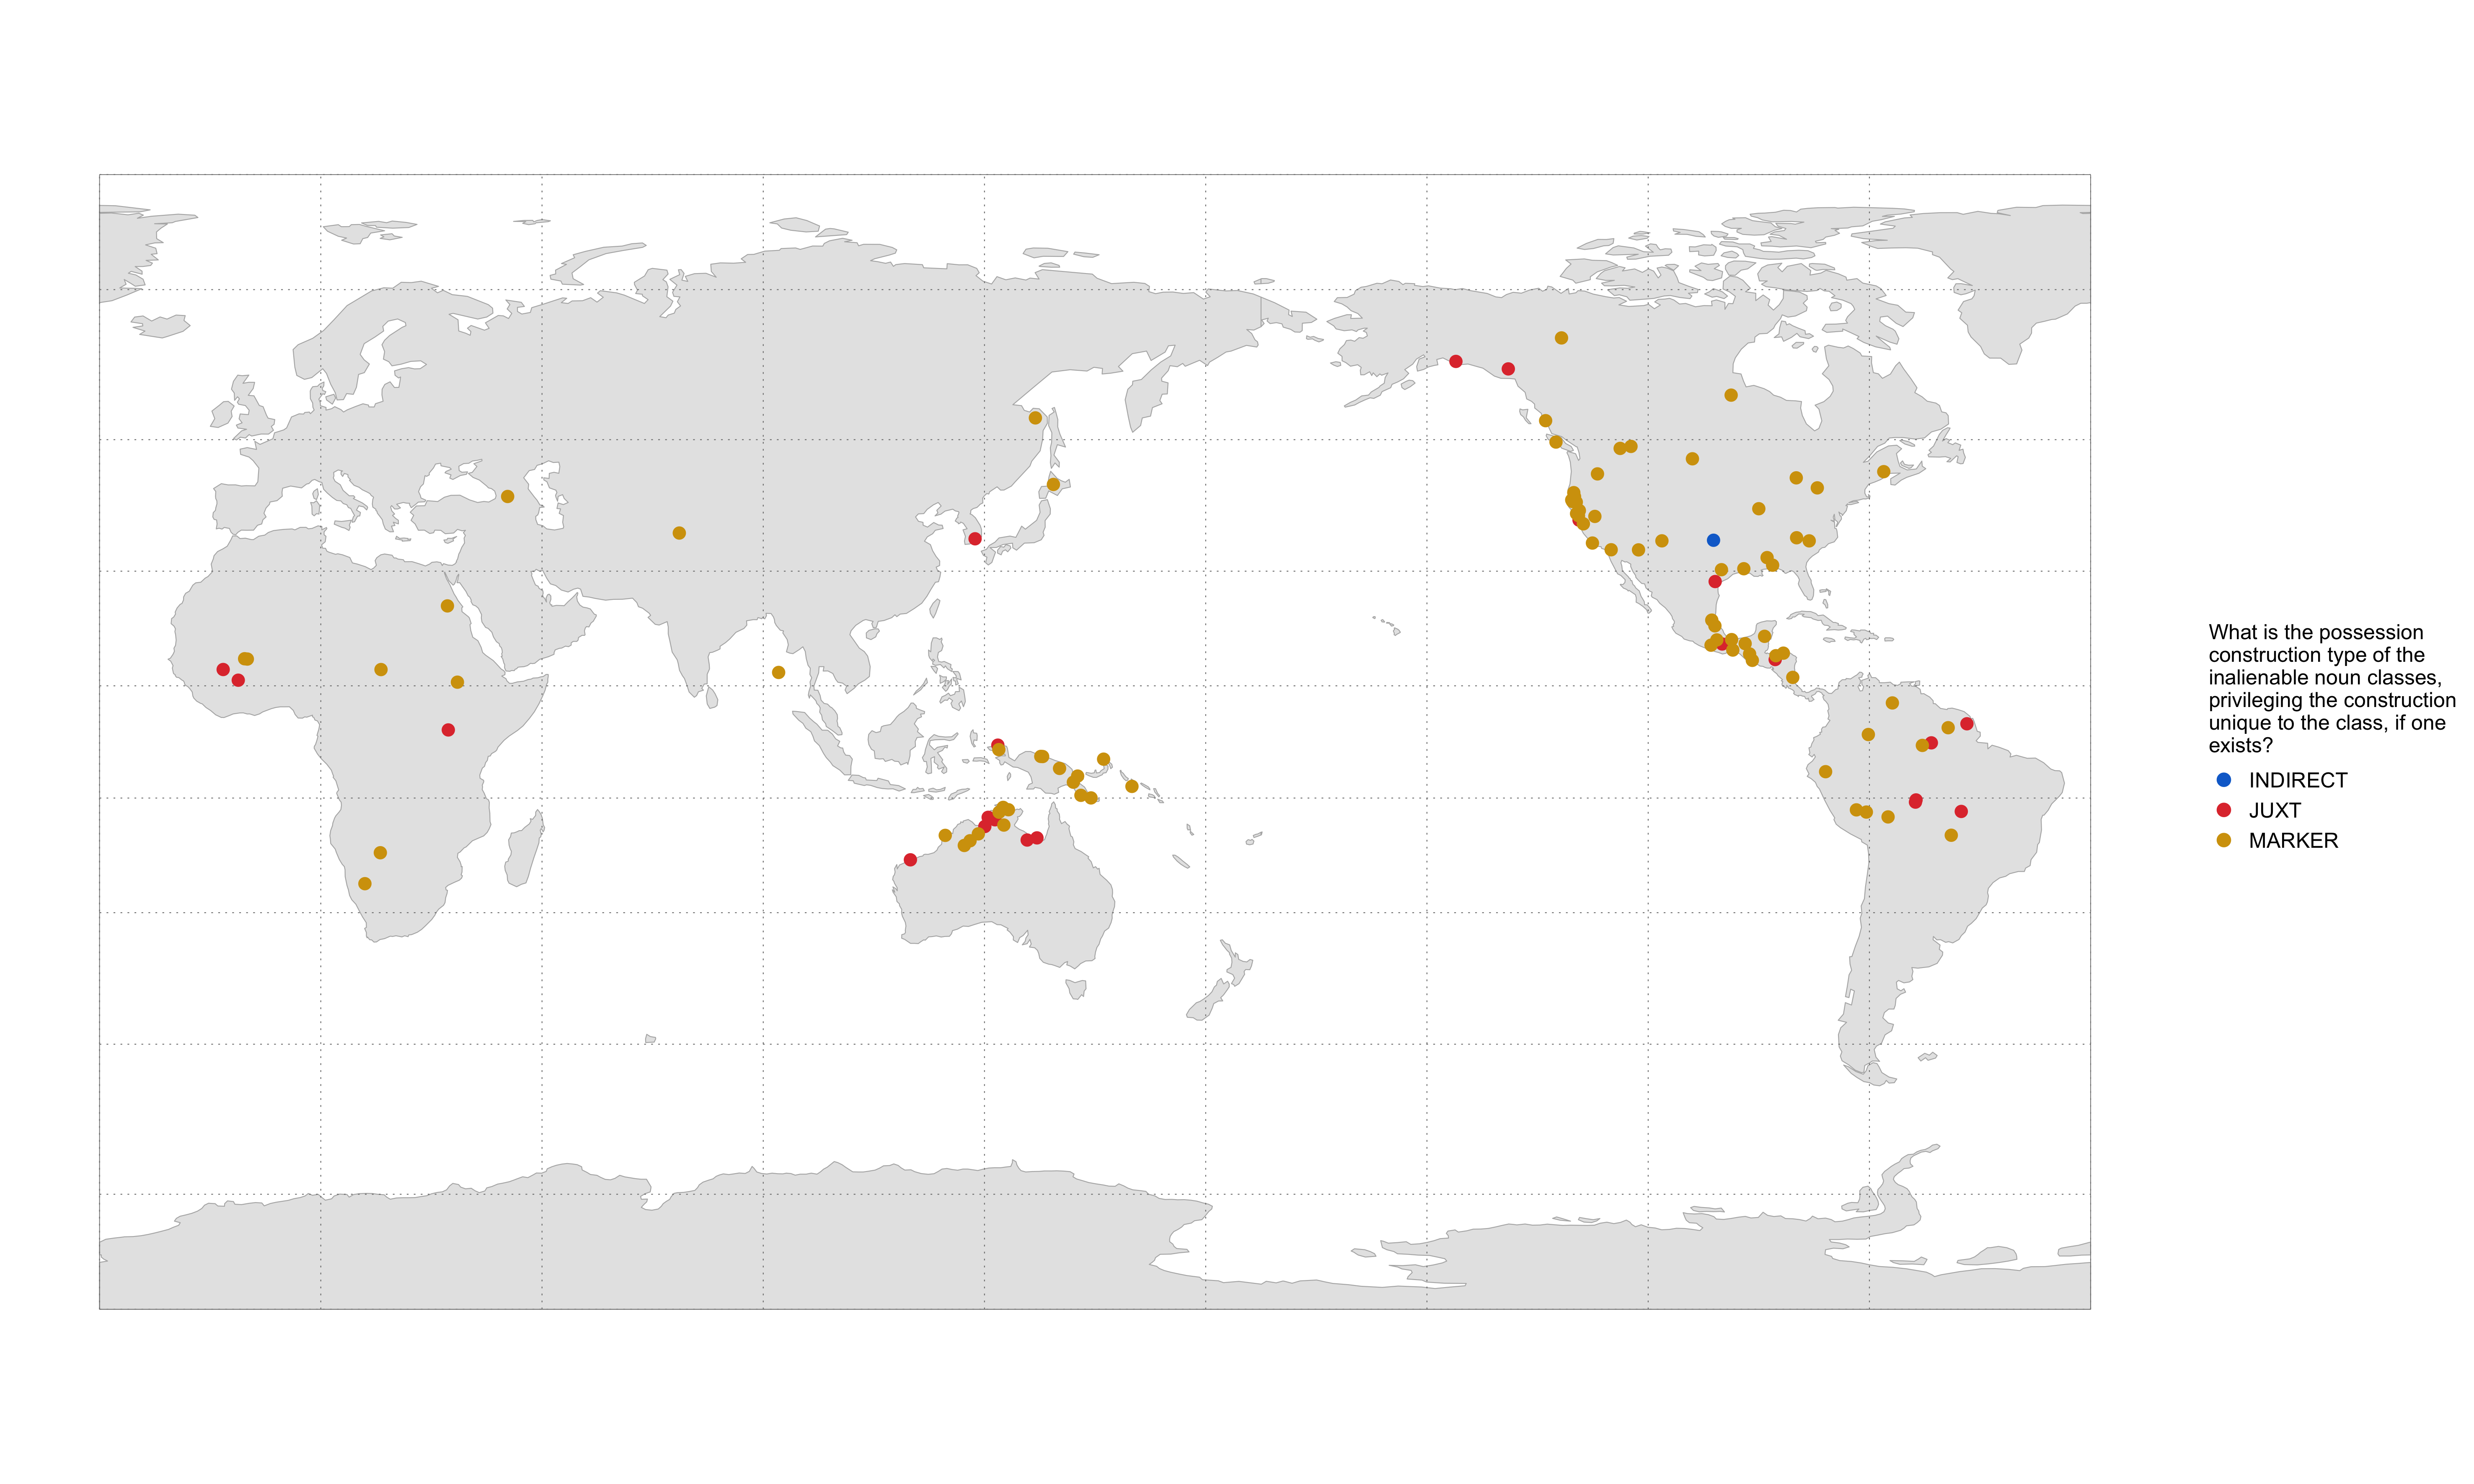 What is the possession
construction type of the
inalienable noun classes,
privileging the construction
unique to the class, if one
exists?
INDIRECT
JUXT
MARKER